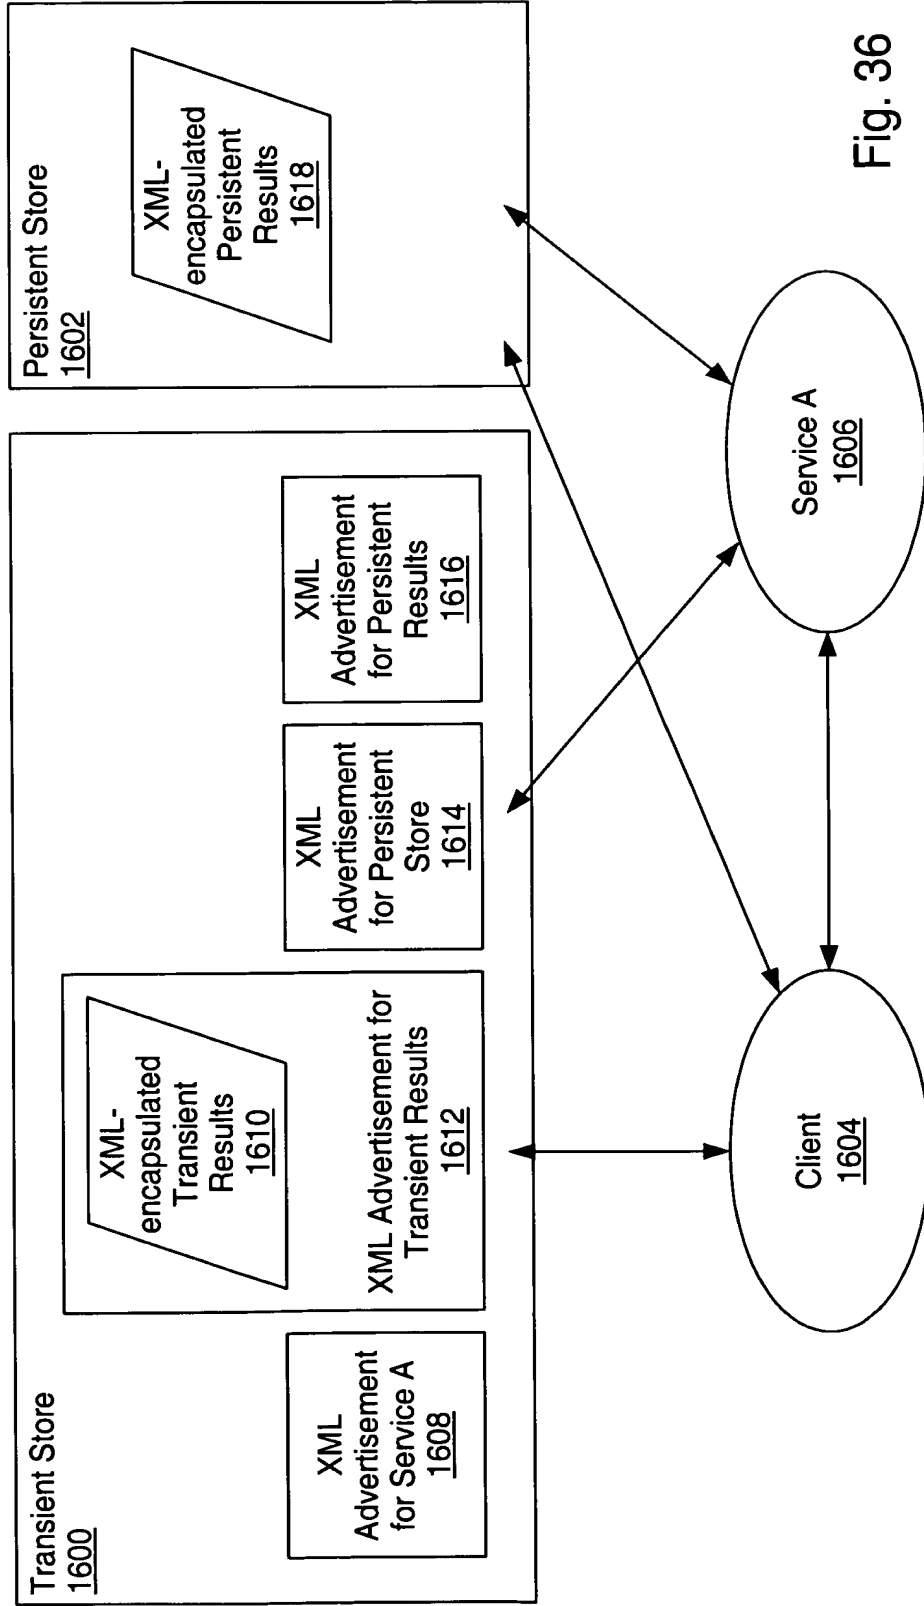 Transient Store
1600
XML
Advertisement
for Service A
1608
XML-
encapsulated
Transient
Results
1610
XML Advertisement for
Transient Results
1612
XML
Advertisement
for Persistent
Store
1614
XML
Advertisement
for Persistent
Results
1616
Persistent Store
1602
XML-
encapsulated
Persistent
Results
1618
Client
1604
Service A
1606
Fig. 36